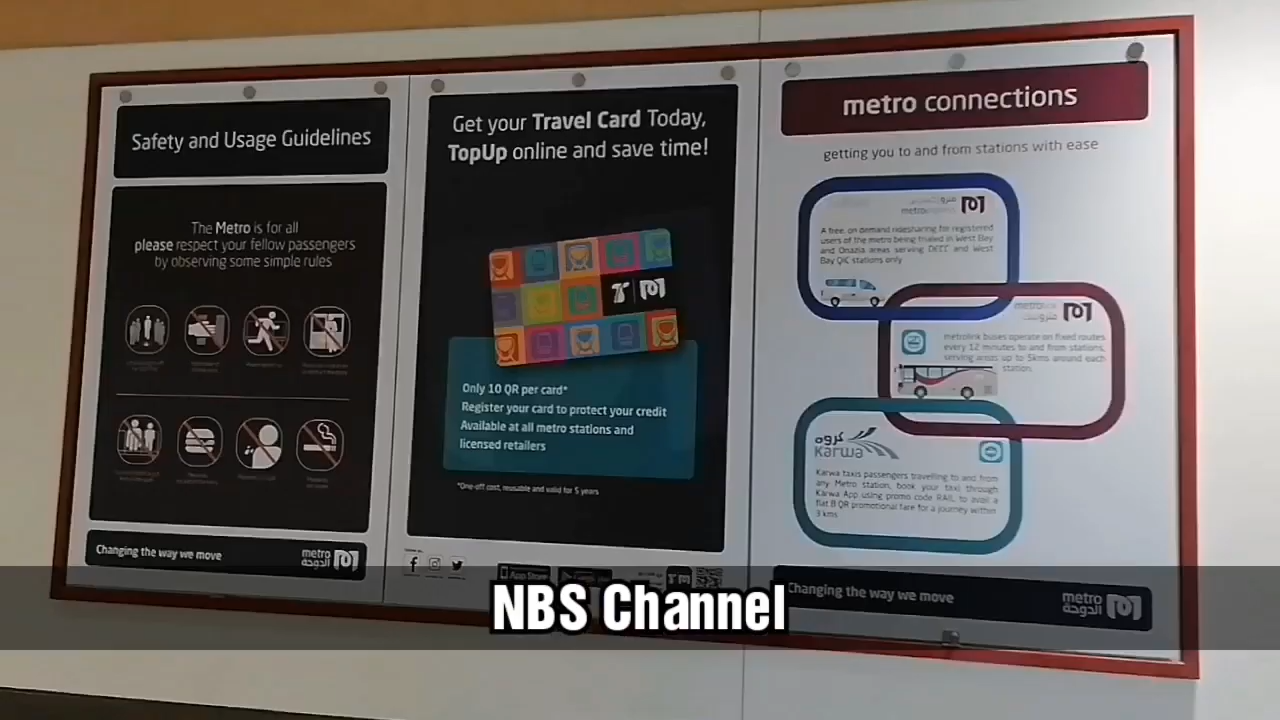 Safety and Usage Guidelines
The Metro is for all
please respect your fellow passengers
by observing some simple rules
Changing the way we move
metro
الدوحة
Get your Travel Card Today,
TopUp online and save time!
Only 10 QR per card*
Register your card to protect your credit
Available at all metro stations and
licensed retailers
*One-off cost, reusable and valid for 5 years
App Store
metro connections
getting you to and from stations with ease
A free, on demand ridesharing for registered
users of the metro being trialed in West Bay
and Onaiza areas serving DECC and West
Bay QIC stations only
metrolink buses operate on fixed routes
every 12 minutes to and from stations,
serving areas up to 5kms around each
station
كروه
Karwa
Karwa taxis passengers travelling to and from
any Metro station, book your taxi through
Karwa App using promo code RAIL to avail a
flat 8 QR promotional fare for a journey within
3 kms
Changing the way we move
metro
الدوحة
NBS Channel